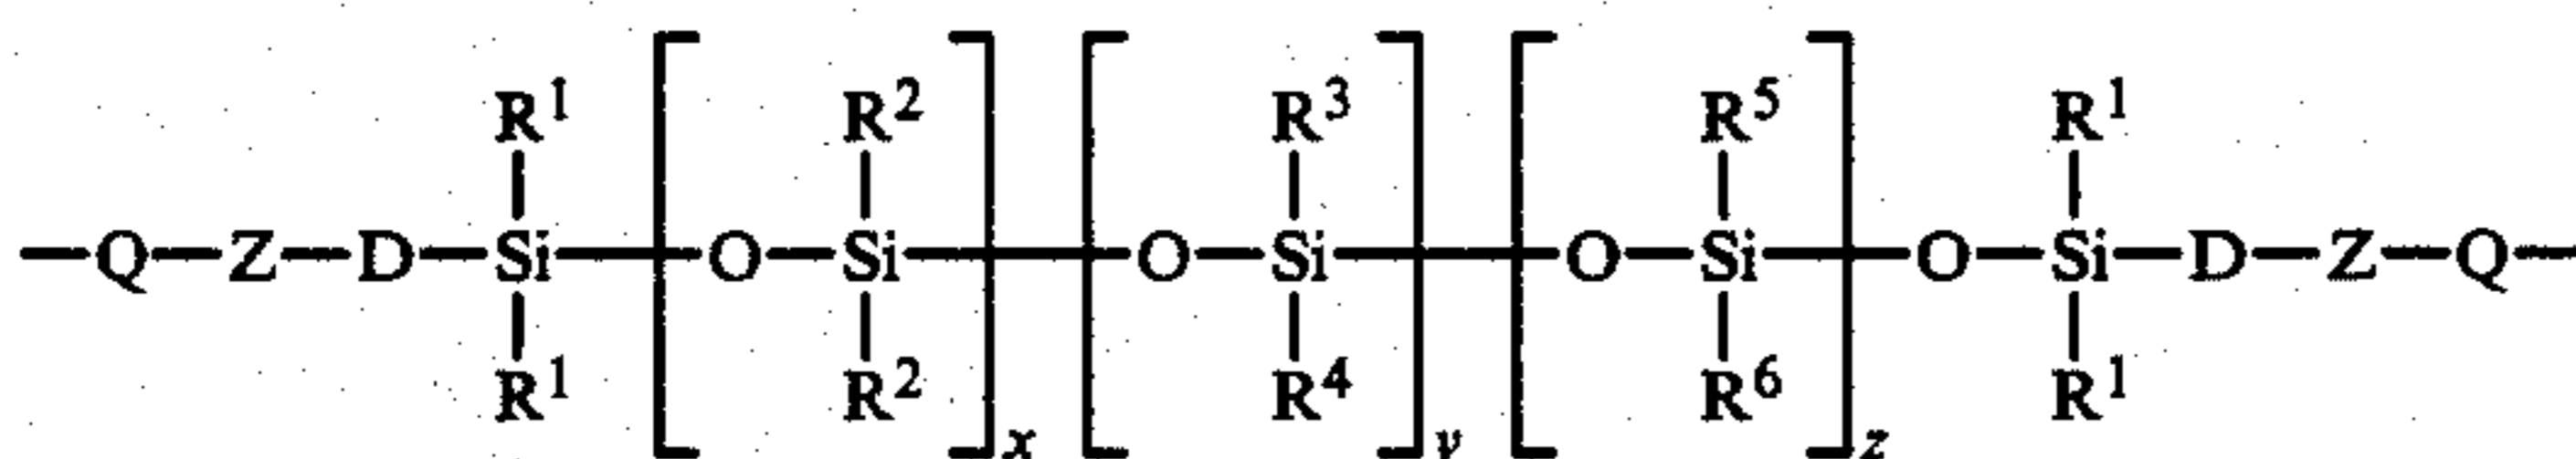 R¹ R² R³ R⁵ R¹
—Q—Z—D—Si—[O—Si—]x[O—Si—]y[O—Si—]z O—Si—D—Z—Q—
R¹ R² R⁴ R⁶ R¹